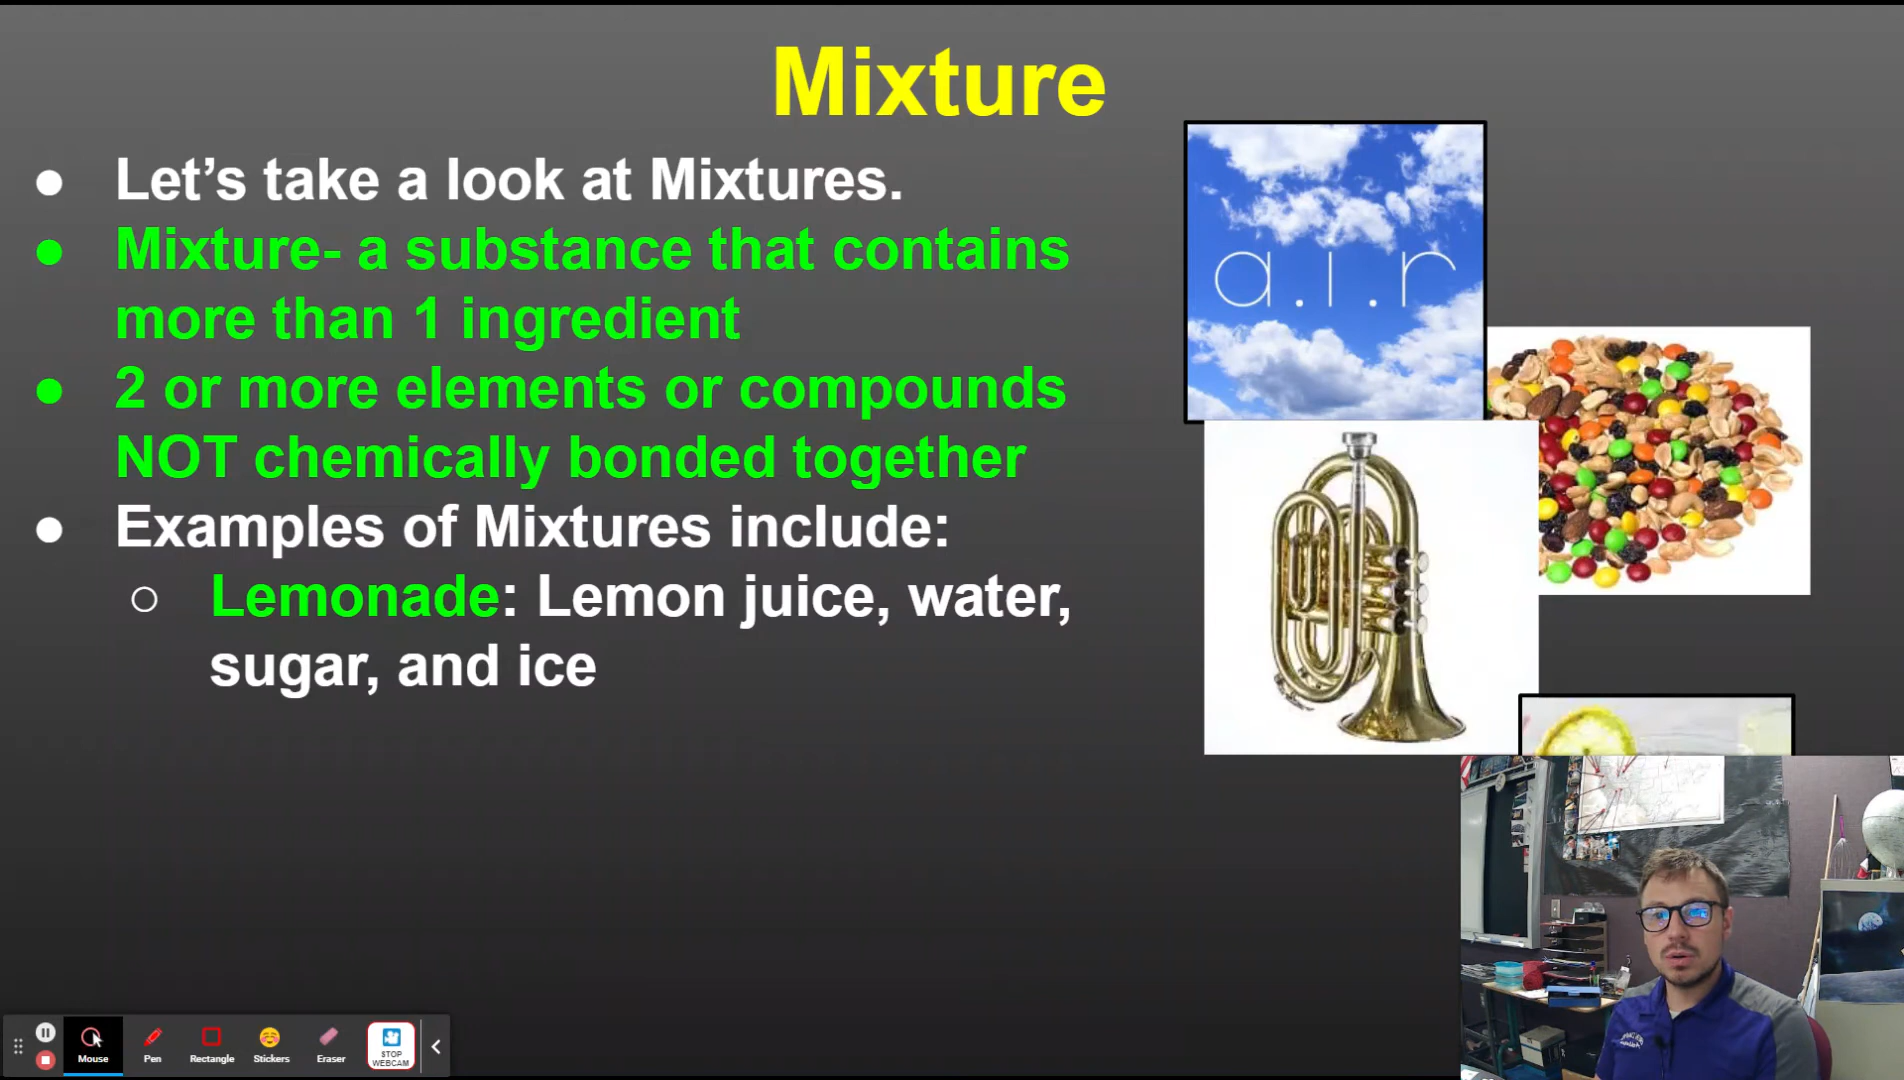 Mixture
● Let’s take a look at Mixtures.
● Mixture- a substance that contains
more than 1 ingredient
● 2 or more elements or compounds
NOT chemically bonded together
● Examples of Mixtures include:
○ Lemonade: Lemon juice, water,
sugar, and ice
a.i.r
Mouse
Pen
Rectangle
Stickers
Eraser
STOP
WEBCAM